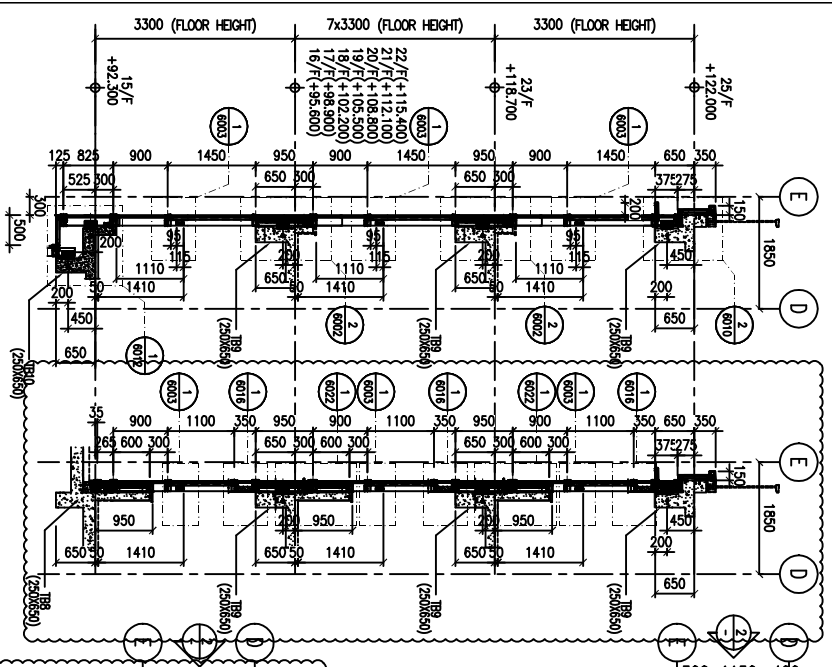 3300 (FLOOR HEIGHT)
7x3300 (FLOOR HEIGHT)
3300 (FLOOR HEIGHT)
15/F
+92.300
22/F(+115.400)
21/F(+112.100)
20/F(+108.800)
19/F(+105.500)
18/F(+102.200)
17/F(+98.900)
16/F(+95.600)
23/F
+118.700
25/F
+122.000
1
6003
1
6003
1
6003
125 825 900 1450 950 900 1450 950 900 1450 650 350
525 300 650 300 650 300 375 275
E
300
200
150
500
200
95
115
200
95
115
200
95
115
450
1850
1110
650
1110
650
1110
200
200 50 1410 50 1410 50 1410
450
650
650
D
TB10
(250X650)
1
6012
TB9
(250X650)
2
6002
TB9
(250X650)
2
6002
TB9
(250X650)
2
6010
1
6003
1
6016
1
6022
1
6003
1
6016
1
6022
1
6003
1
6016
35
900 1100 350 950 900 1100 350 950 900 1100 350 650 350
265 600 300 650 300 600 300 650 300 600 300 375 275
E
150
950
200
950
200
950
450
1850
200
650 50 1410 650 50 1410 650 50 1410
650
D
TB8
(250X650)
TB9
(250X650)
TB9
(250X650)
TB9
(250X650)
E
2
-
D
E
2
-
D